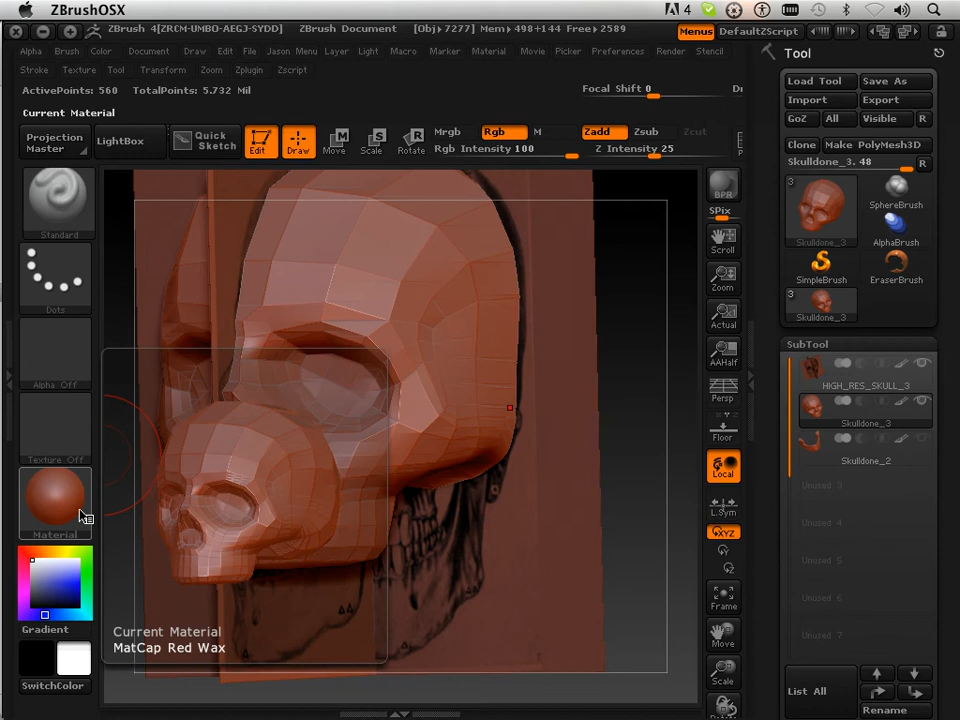 ZBrushOSX
4
ZBrush 4[ZRCM-UMBO-AEGJ-SYDD] ZBrush Document [Obj>7277] Mem>498+144 Free>2589 Menus DefaultZScript
Alpha Brush Color Document Draw Edit File Jason Menu Layer Light Macro Marker Material Movie Picker Preferences Render Stencil
Stroke Texture Tool Transform Zoom Zplugin Zscript
ActivePoints: 560 TotalPoints: 5.732 Mil
Focal Shift 0
Current Material
Projection Master
LightBox
Quick Sketch
Edit Draw Move Scale Rotate
Mrgb Rgb M Zadd Zsub Zcut
Rgb Intensity 100 Z Intensity 25
Standard
Dots
Alpha Off
Texture Off
Material
Gradient
SwitchColor
Current Material
MatCap Red Wax
BPR
SPix
Scroll
Zoom
Actual
AAHalf
Persp
Floor
Local
L.Sym
XYZ
Frame
Move
Scale
Tool
Load Tool Save As
Import Export
GoZ All Visible R
Clone Make PolyMesh3D
Skulldone_3. 48 R
3
Skulldone_3
SphereBrush
AlphaBrush
SimpleBrush EraserBrush
3
Skulldone_3
SubTool
HIGH_RES_SKULL_3
Skulldone_3
Skulldone_2
Unused 3
Unused 4
Unused 5
Unused 6
Unused 7
List All
Rename